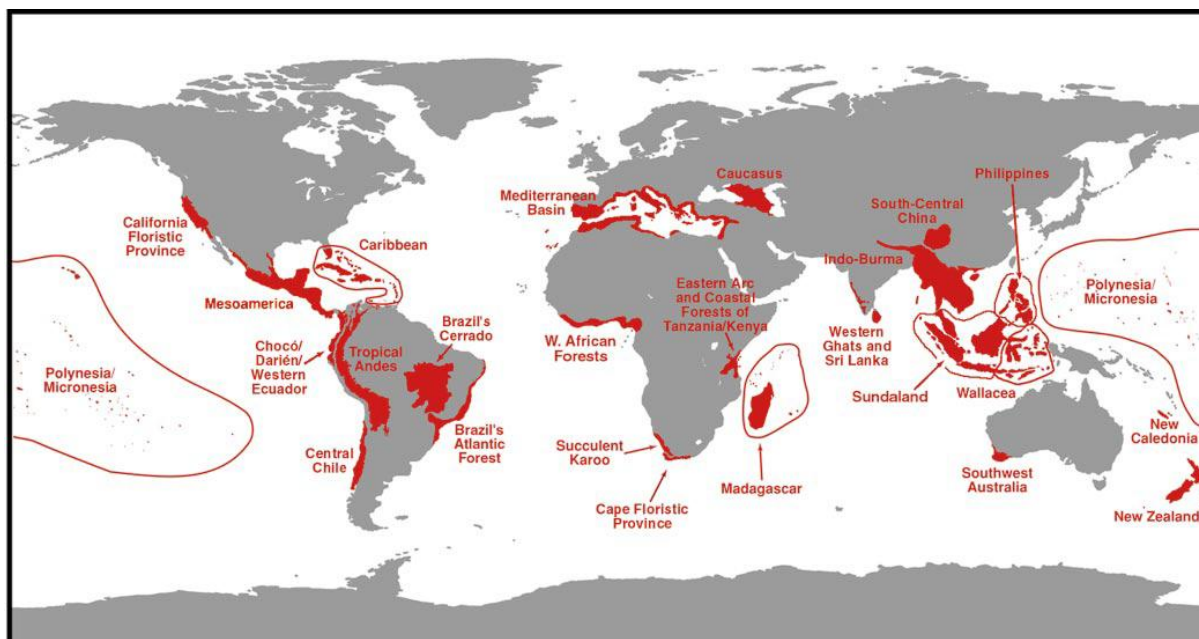 California
Floristic
Province
Mesoamerica
Caribbean
Polynesia/
Micronesia
Chocó/
Darién/
Western
Ecuador
Tropical
Andes
Brazil's
Cerrado
Central
Chile
Brazil's
Atlantic
Forest
Mediterranean
Basin
Caucasus
W. African
Forests
Eastern Arc
and Coastal
Forests of
Tanzania/Kenya
Succulent
Karoo
Cape Floristic
Province
Madagascar
South-Central
China
Indo-Burma
Philippines
Western
Ghats and
Sri Lanka
Sundaland
Wallacea
Polynesia/
Micronesia
New
Caledonia
Southwest
Australia
New Zealand